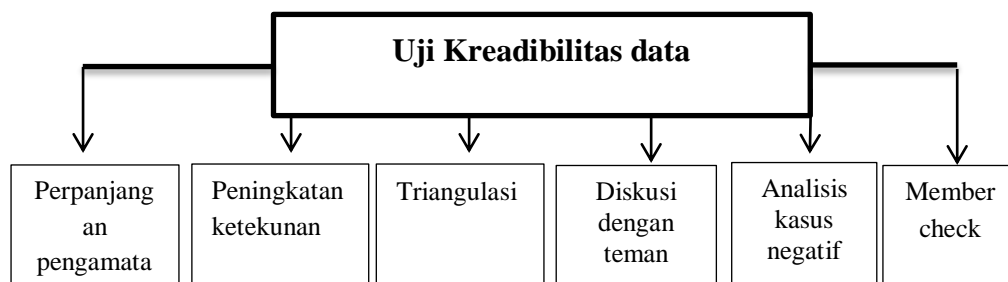 Uji Kreadibilitas data
Perpanjang
an
pengamata
Peningkatan
ketekunan
Triangulasi
Diskusi
dengan
teman
Analisis
kasus
negatif
Member
check